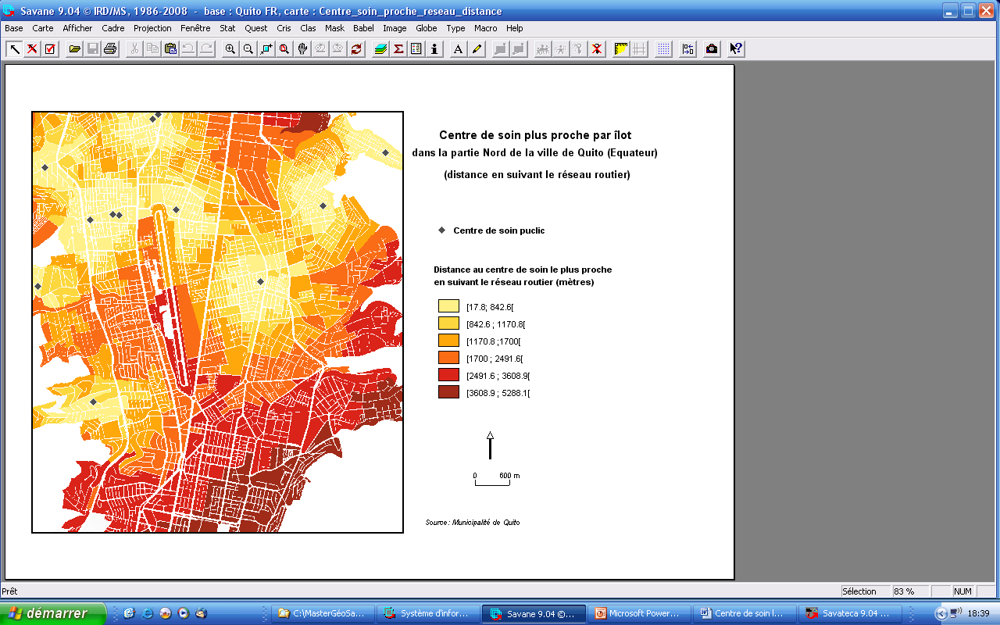 Savane 9.04 © IRD/MS, 1986-2008 - base : Quito FR, carte : Centre_soin_proche_reseau_distance
Base Carte Afficher Cadre Projection Fenêtre Stat Quest Cris Clas Mask Babel Image Globe Type Macro Help
Centre de soin plus proche par îlot
dans la partie Nord de la ville de Quito (Equateur)
(distance en suivant le réseau routier)
Centre de soin puclic
Distance au centre de soin le plus proche
en suivant le réseau routier (mètres)
[17.8; 842.6[
[842.6 ; 1170.8[
[1170.8 ;1700[
[1700 ; 2491.6[
[2491.6 ; 3608.9[
[3608.9 ; 5288.1[
0 600 m
Source : Municipalité de Quito
Prêt Sélection 83 % NUM
démarrer C:\MasterGéoSa... Système d'infor... Savane 9.04 ©... Microsoft Power... Centre de soin l... Savateca 9.04 ... 18:39